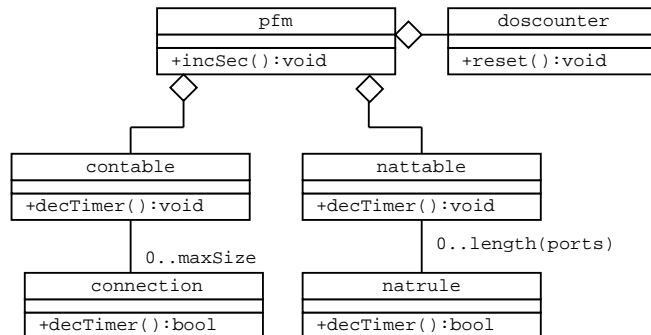 pfm
doscounter
+incSec():void
+reset():void
contable
nattable
+decTimer():void
+decTimer():void
0..maxSize
0..length(ports)
connection
natrule
+decTimer():bool
+decTimer():bool